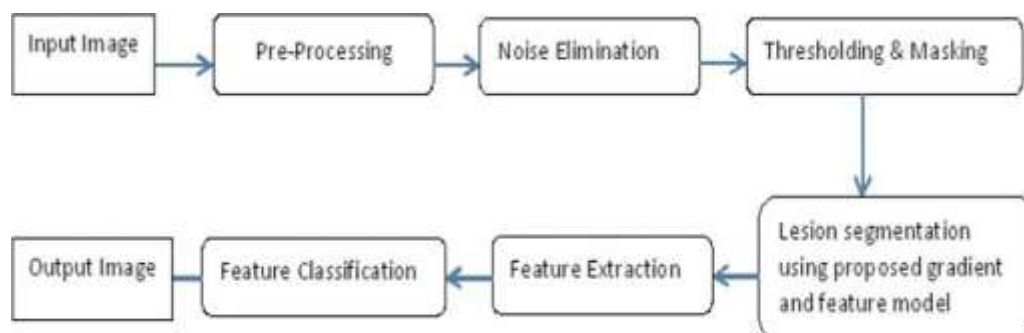 Input Image
Pre-Processing
Noise Elimination
Thresholding & Masking
Lesion segmentation
using proposed gradient
and feature model
Feature Extraction
Feature Classification
Output Image